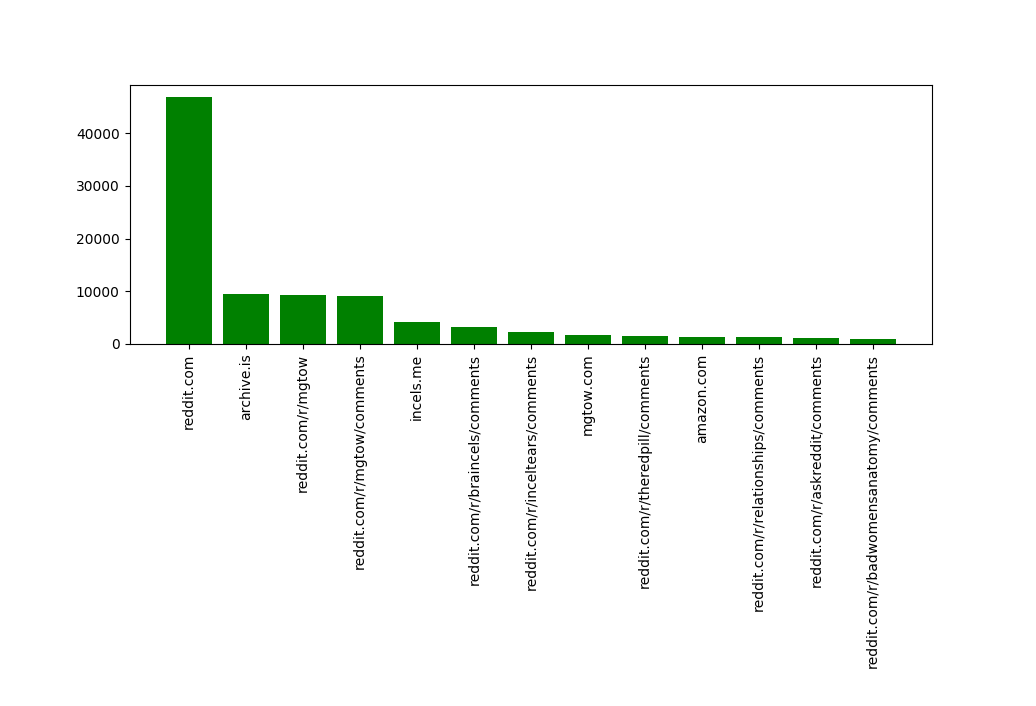 40000
30000
20000
10000
0
reddit.com
archive.is
reddit.com/r/mgtow
reddit.com/r/mgtow/comments
incels.me
reddit.com/r/braincels/comments
reddit.com/r/inceltears/comments
mgtow.com
reddit.com/r/theredpill/comments
amazon.com
reddit.com/r/relationships/comments
reddit.com/r/askreddit/comments
reddit.com/r/badwomensanatomy/comments